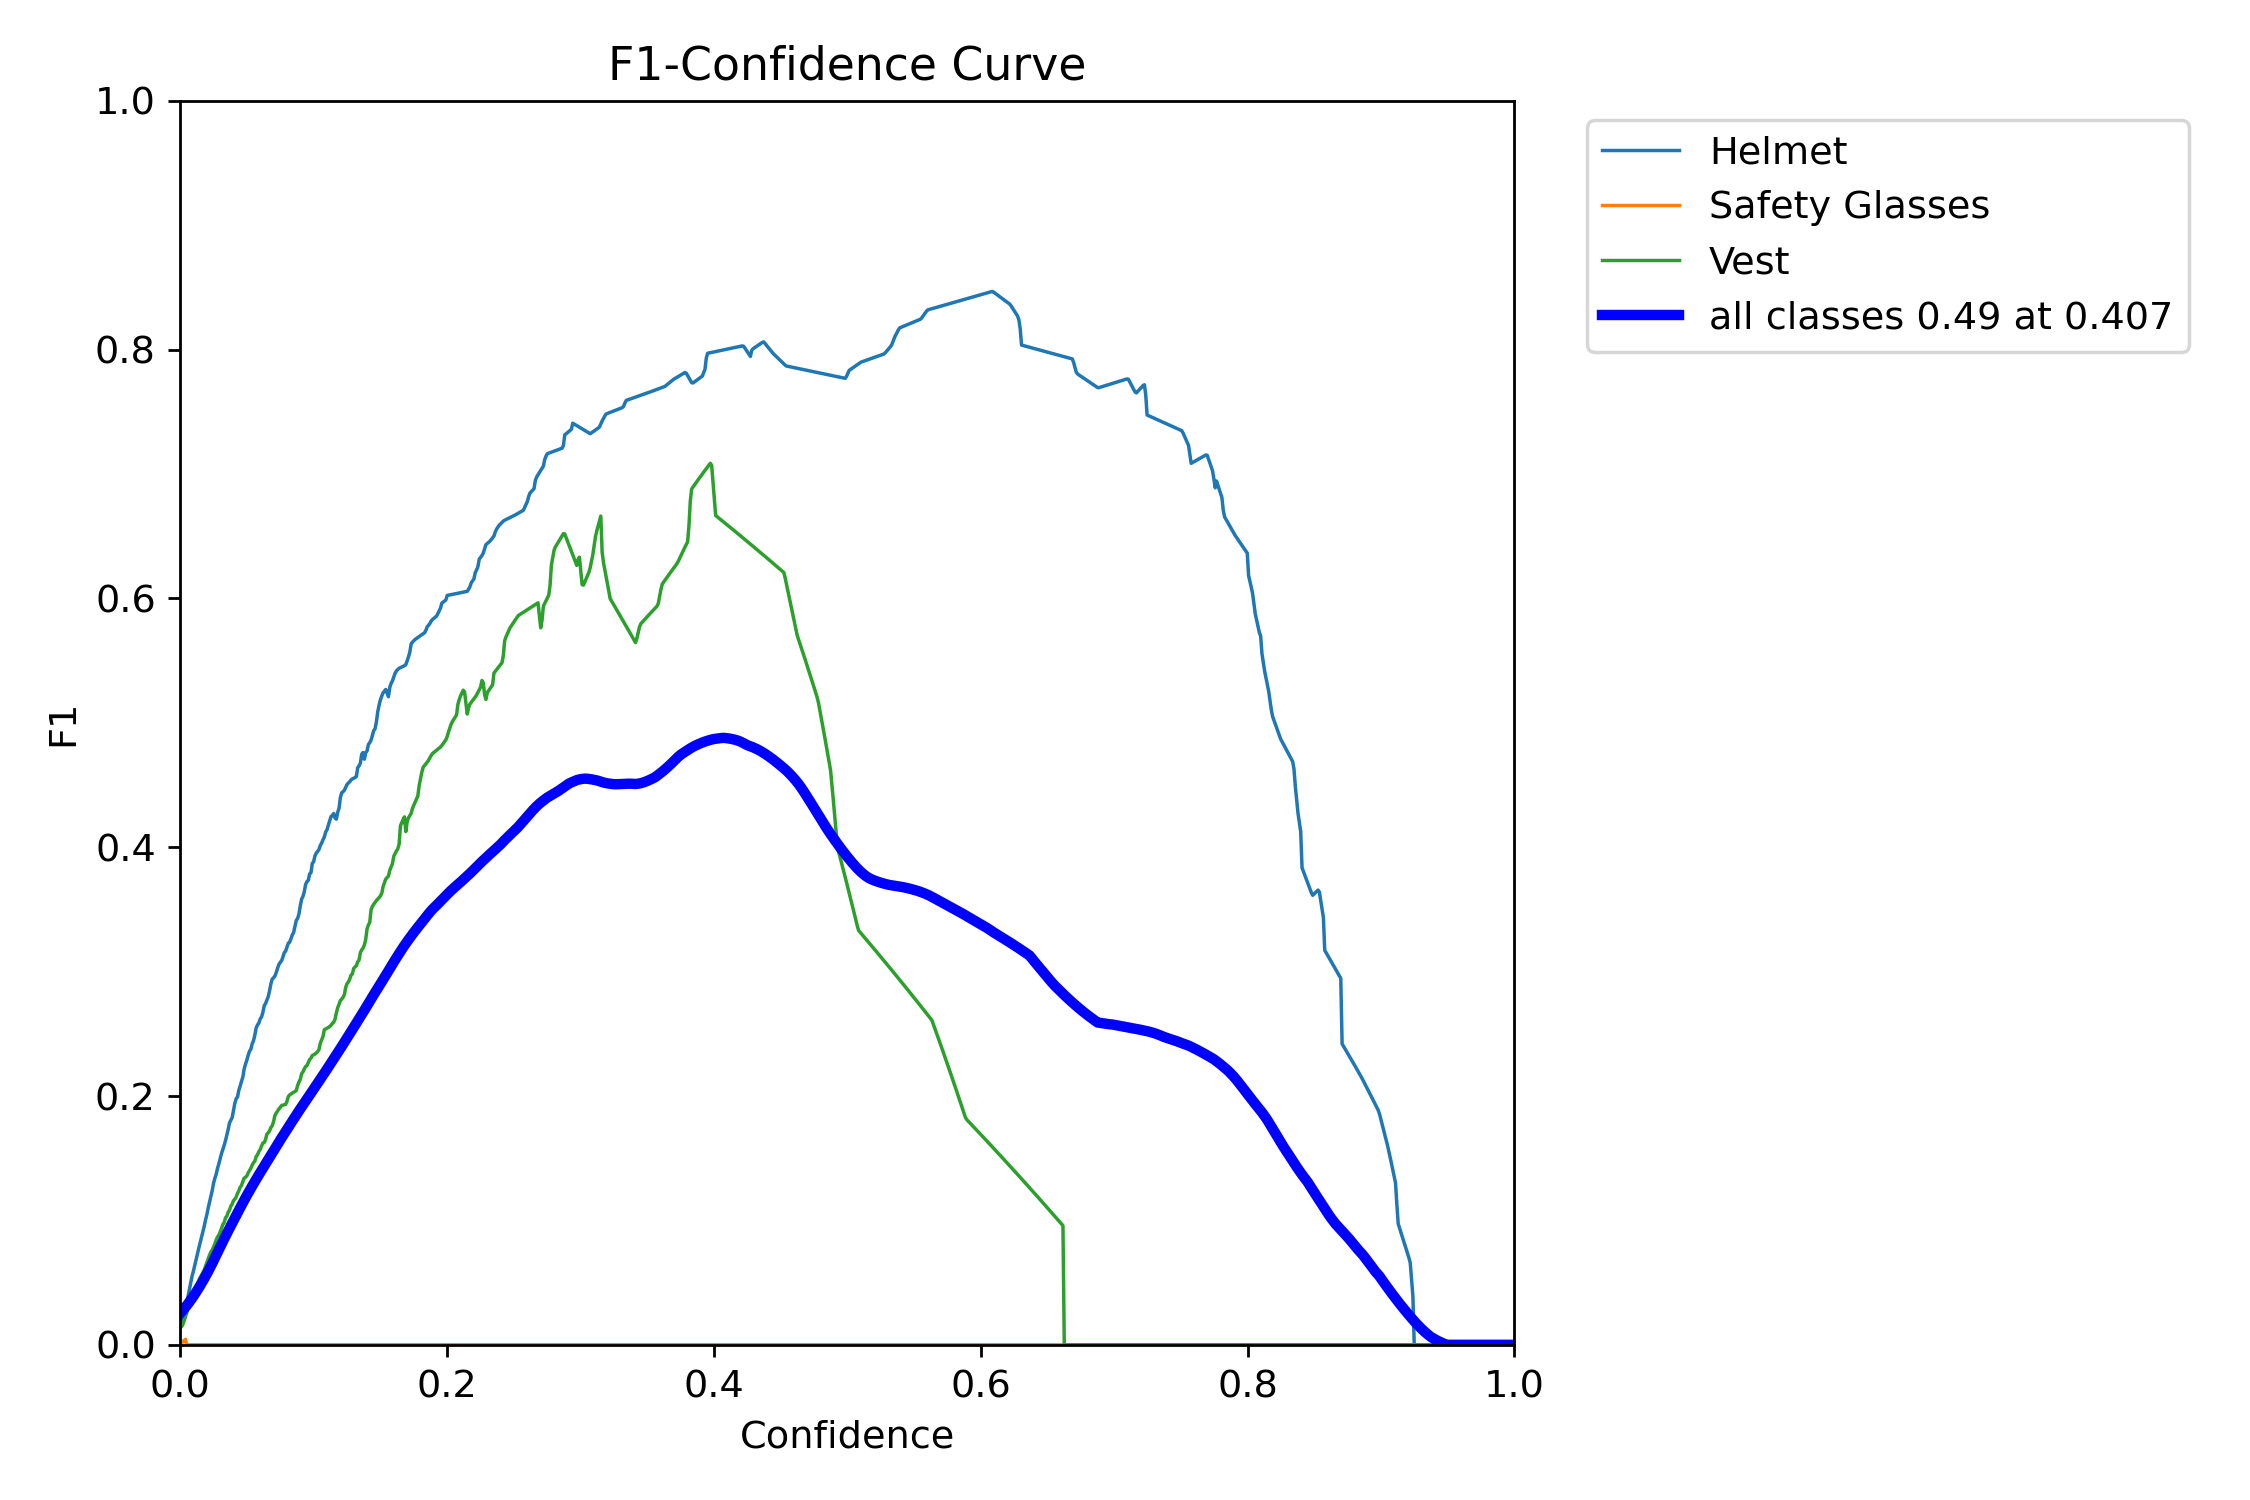 F1-Confidence Curve
1.0
0.8
0.6
0.4
0.2
0.0
F1
0.0 0.2 0.4 0.6 0.8 1.0
Confidence
Helmet
Safety Glasses
Vest
all classes 0.49 at 0.407